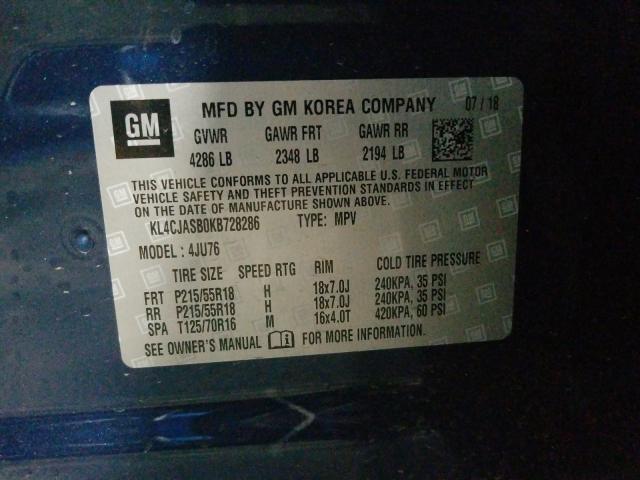 GM MFD BY GM KOREA COMPANY 07 / 18
GVWR GAWR FRT GAWR RR
4286 LB 2348 LB 2194 LB
THIS VEHICLE CONFORMS TO ALL APPLICABLE U.S. FEDERAL MOTOR
VEHICLE SAFETY AND THEFT PREVENTION STANDARDS IN EFFECT
ON THE DATE OF MANUFACTURE SHOWN ABOVE.
KL4CJASB0KB728286 TYPE: MPV
MODEL : 4JU76
TIRE SIZE SPEED RTG RIM COLD TIRE PRESSURE
FRT P215/55R18 H 18x7.0J 240KPA, 35 PSI
RR P215/55R18 H 18x7.0J 240KPA, 35 PSI
SPA T125/70R16 M 16x4.0T 420KPA, 60 PSI
SEE OWNER'S MANUAL FOR MORE INFORMATION.